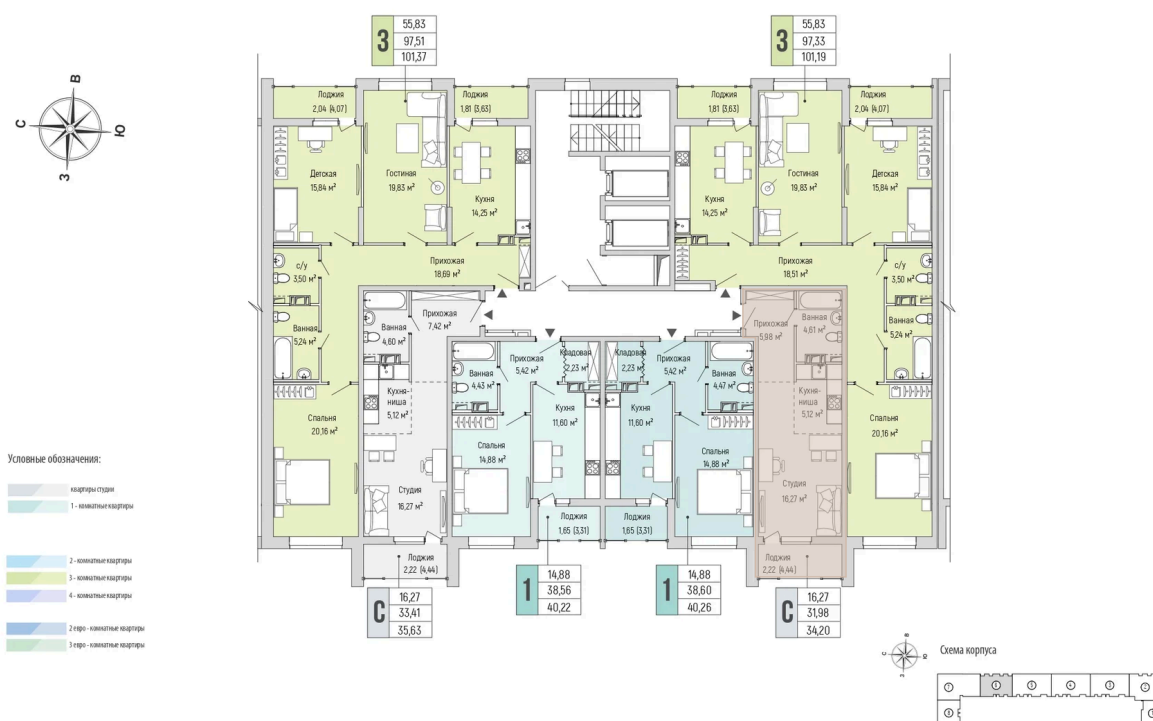 3
55,83
97,51
101,37
3
55,83
97,33
101,19
В
С
Ю
З
Лоджия
2,04 (4,07)
Лоджия
1,81 (3,63)
Лоджия
1,81 (3,63)
Лоджия
2,04 (4,07)
Детская
15,84 м²
Гостиная
19,83 м²
Кухня
14,25 м²
Кухня
14,25 м²
Гостиная
19,83 м²
Детская
15,84 м²
с/у
3,50 м²
Прихожая
18,69 м²
Прихожая
18,51 м²
с/у
3,50 м²
Ванная
5,24 м²
Ванная
4,60 м²
Прихожая
7,42 м²
Прихожая
5,98 м²
Ванная
4,61 м²
Ванная
5,24 м²
Ванная
4,43 м²
Прихожая
5,42 м²
Кладовая
2,23 м²
Кладовая
2,23 м²
Прихожая
5,42 м²
Ванная
4,47 м²
Кухня-
ниша
5,12 м²
Кухня
11,60 м²
Кухня
11,60 м²
Кухня-
ниша
5,12 м²
Спальня
20,16 м²
Спальня
14,88 м²
Спальня
14,88 м²
Спальня
20,16 м²
Студия
16,27 м²
Студия
16,27 м²
Лоджия
1,65 (3,31)
Лоджия
1,65 (3,31)
Лоджия
2,22 (4,44)
Лоджия
2,22 (4,44)
С
16,27
33,41
35,63
1
14,88
38,56
40,22
1
14,88
38,60
40,26
С
16,27
31,98
34,20
Условные обозначения:
квартиры студии
1 - комнатные квартиры
2 - комнатные квартиры
3 - комнатные квартиры
4 - комнатные квартиры
2 евро - комнатные квартиры
3 евро - комнатные квартиры
В
С
Ю
З
Схема корпуса
7
6
5
4
3
2
8